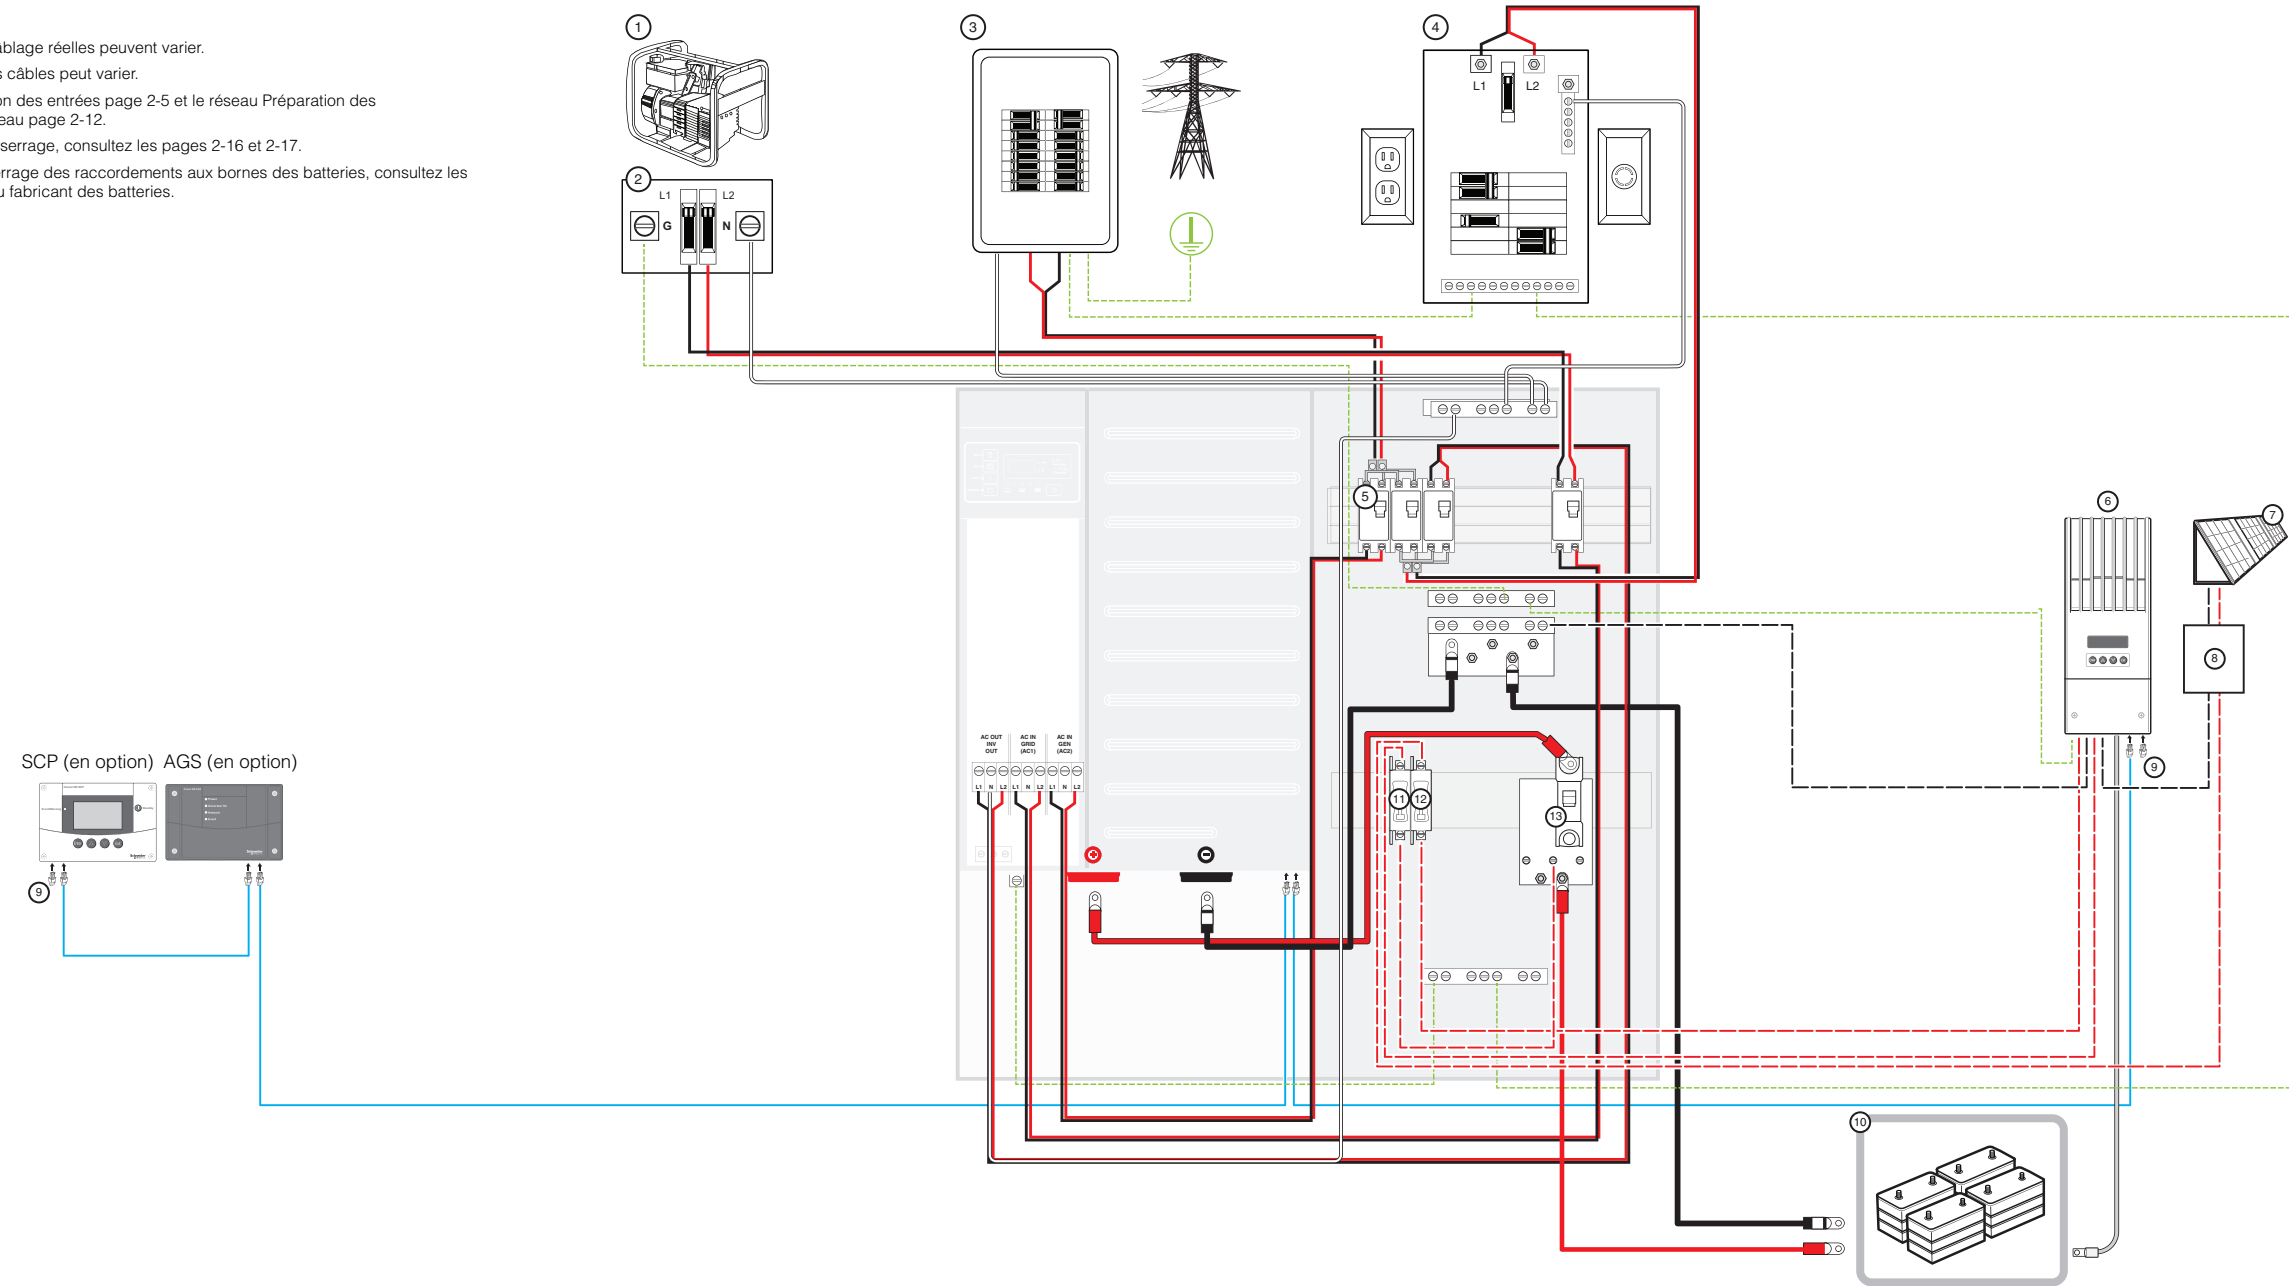 âblage réelles peuvent varier.
s câbles peut varier.
on des entrées page 2-5 et le réseau Préparation des
eau page 2-12.
serrage, consultez les pages 2-16 et 2-17.
errage des raccordements aux bornes des batteries, consultez les
u fabricant des batteries.
1
2
L1 L2
G N
3
4
L1 L2
5
6
7
8
9
SCP (en option) AGS (en option)
9
AC OUT
INV
OUT
AC IN
GRID
(AC1)
AC IN
GEN
(AC2)
L1 N L2 L1 N L2 L1 N L2
11 12
13
10